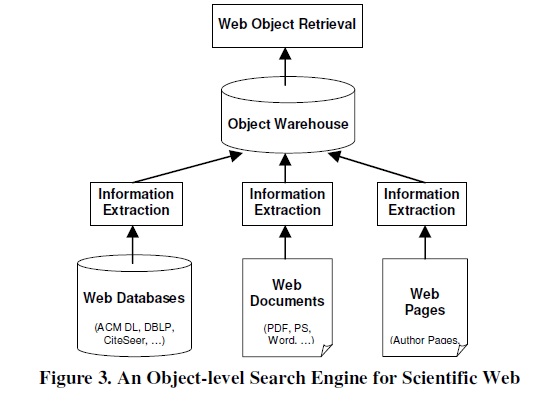 Web Object Retrieval
Object Warehouse
Information
Extraction
Information
Extraction
Information
Extraction
Web Databases
(ACM DL, DBLP,
CiteSeer, ...)
Web
Documents
(PDF, PS,
Word, ...)
Web
Pages
(Author Pages,
Figure 3. An Object-level Search Engine for Scientific Web